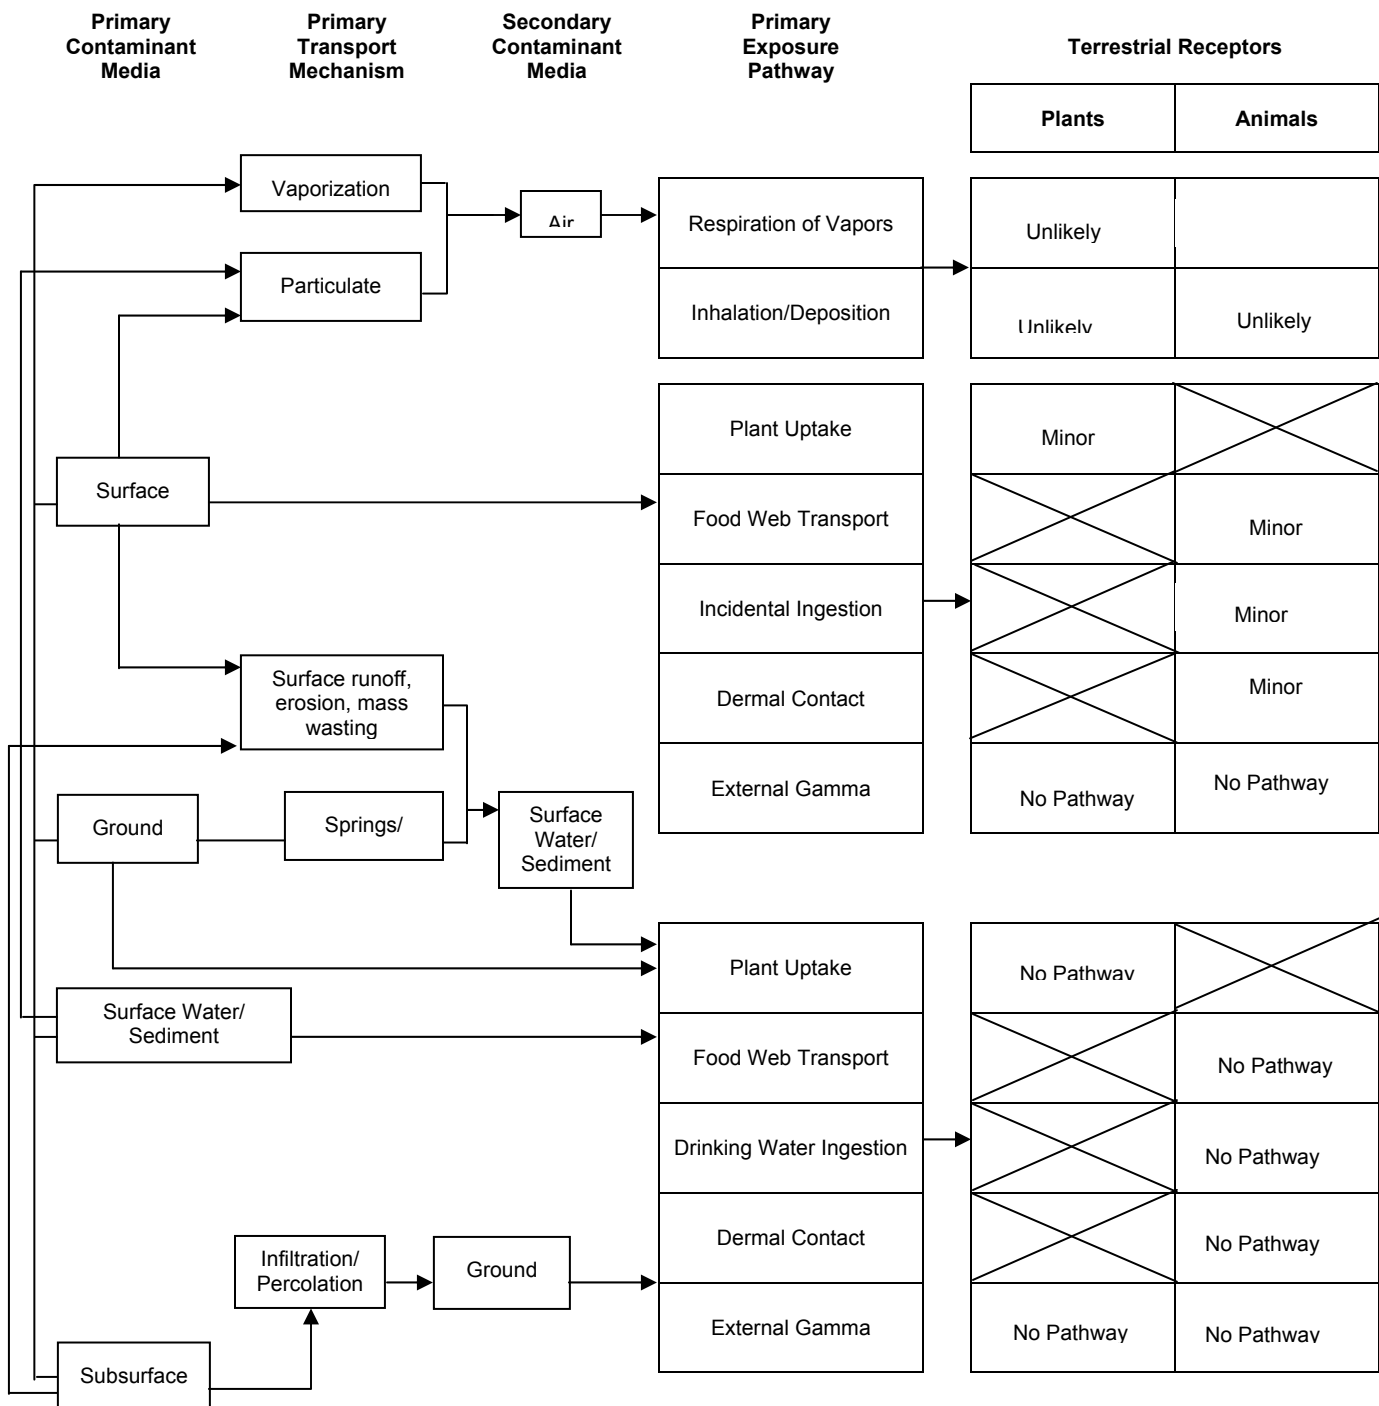 Primary
Contaminant
Media
Primary
Transport
Mechanism
Secondary
Contaminant
Media
Primary
Exposure
Pathway
Terrestrial Receptors
Plants
Animals
Vaporization
Air
Respiration of Vapors
Unlikely
Particulate
Inhalation/Deposition
Unlikely
Unlikely
Plant Uptake
Minor
Surface
Food Web Transport
Minor
Incidental Ingestion
Minor
Surface runoff,
erosion, mass
wasting
Dermal Contact
Minor
External Gamma
No Pathway
No Pathway
Ground
Springs/
Surface
Water/
Sediment
Plant Uptake
No Pathway
Surface Water/
Sediment
Food Web Transport
No Pathway
Drinking Water Ingestion
No Pathway
Dermal Contact
No Pathway
Infiltration/
Percolation
Ground
External Gamma
No Pathway
No Pathway
Subsurface